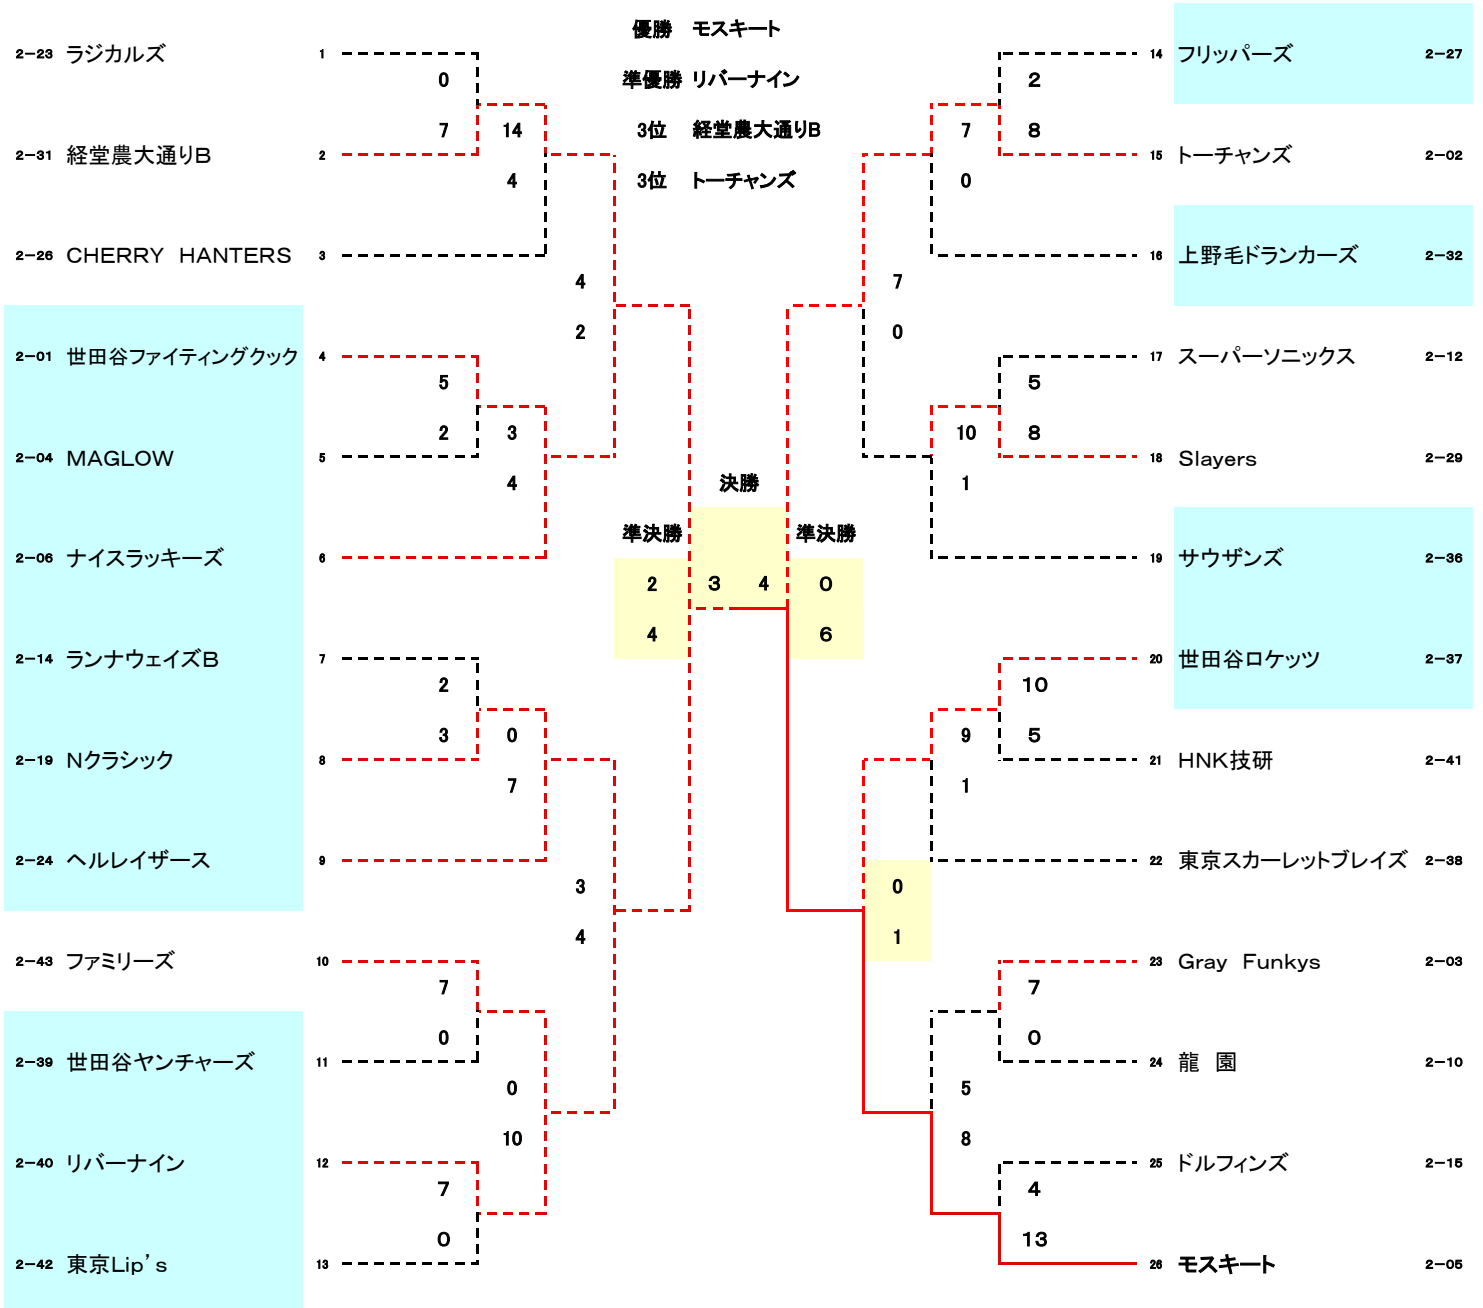 優勝 モスキート
準優勝 リバーナイン
3位 経堂農大通りB
3位 トーチャンズ
2-23 ラジカルズ 1
0
7
2-31 経堂農大通りB 2
14
4
2-26 CHERRY HANTERS 3
4
2
2-01 世田谷ファイティングクック 4
5
2
2-04 MAGLOW 5
3
4
2-06 ナイスラッキーズ 6
2-14 ランナウェイズB 7
2
3
2-19 Nクラシック 8
0
7
2-24 ヘルレイザース 9
3
4
2-43 ファミリーズ 10
7
0
2-39 世田谷ヤンチャーズ 11
0
10
2-40 リバーナイン 12
7
0
2-42 東京Lip's 13
決勝
準決勝 準決勝
2 3 4 0
4 6
14 フリッパーズ 2-27
2
8
15 トーチャンズ 2-02
7
0
16 上野毛ドランカーズ 2-32
7
0
17 スーパーソニックス 2-12
5
8
18 Slayers 2-29
10
1
19 サウザンズ 2-36
20 世田谷ロケッツ 2-37
10
5
21 HNK技研 2-41
9
1
22 東京スカーレットブレイズ 2-38
0
1
23 Gray Funkys 2-03
7
0
24 龍 園 2-10
5
8
25 ドルフィンズ 2-15
4
13
26 モスキート 2-05